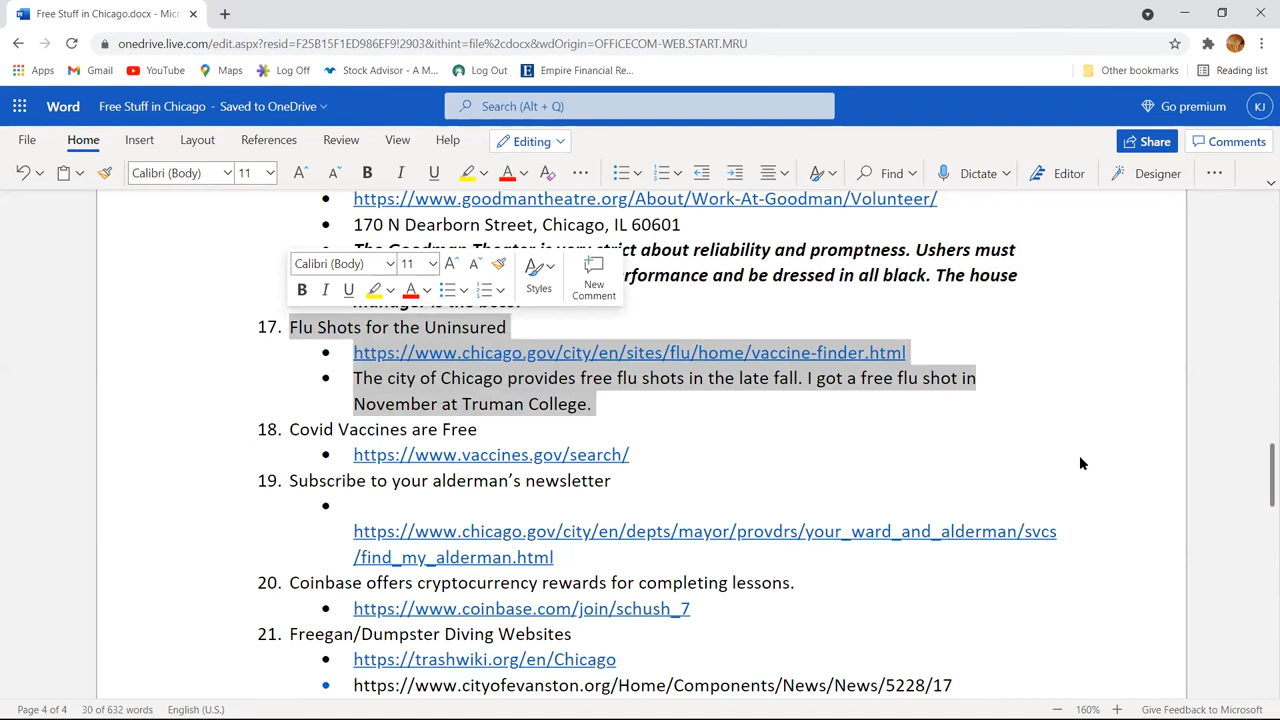 Free Stuff in Chicago.docx - Micr
onedrive.live.com/edit.aspx?resid=F25B15F1ED986EF9!2903&ithint=file%2cdocx&wdOrigin=OFFICECOM-WEB.START.MRU
Apps Gmail YouTube Maps Log Off Stock Advisor - A M... Log Out Empire Financial Re... Other bookmarks Reading list
Word Free Stuff in Chicago - Saved to OneDrive Search (Alt + Q) Go premium KJ
File Home Insert Layout References Review View Help Editing Share Comments
Calibri (Body) 11 Find Dictate Editor Designer
https://www.goodmantheatre.org/About/Work-At-Goodman/Volunteer/
170 N Dearborn Street, Chicago, IL 60601
The Goodman Theater is very strict about reliability and promptness. Ushers must
Calibri (Body) 11 Styles New Comment
performance and be dressed in all black. The house
manager is the best.
17. Flu Shots for the Uninsured
https://www.chicago.gov/city/en/sites/flu/home/vaccine-finder.html
The city of Chicago provides free flu shots in the late fall. I got a free flu shot in
November at Truman College.
18. Covid Vaccines are Free
https://www.vaccines.gov/search/
19. Subscribe to your alderman’s newsletter
https://www.chicago.gov/city/en/depts/mayor/provdrs/your_ward_and_alderman/svcs
/find_my_alderman.html
20. Coinbase offers cryptocurrency rewards for completing lessons.
https://www.coinbase.com/join/schush_7
21. Freegan/Dumpster Diving Websites
https://trashwiki.org/en/Chicago
https://www.cityofevanston.org/Home/Components/News/News/5228/17
Page 4 of 4 30 of 632 words English (U.S.) 160% Give Feedback to Microsoft